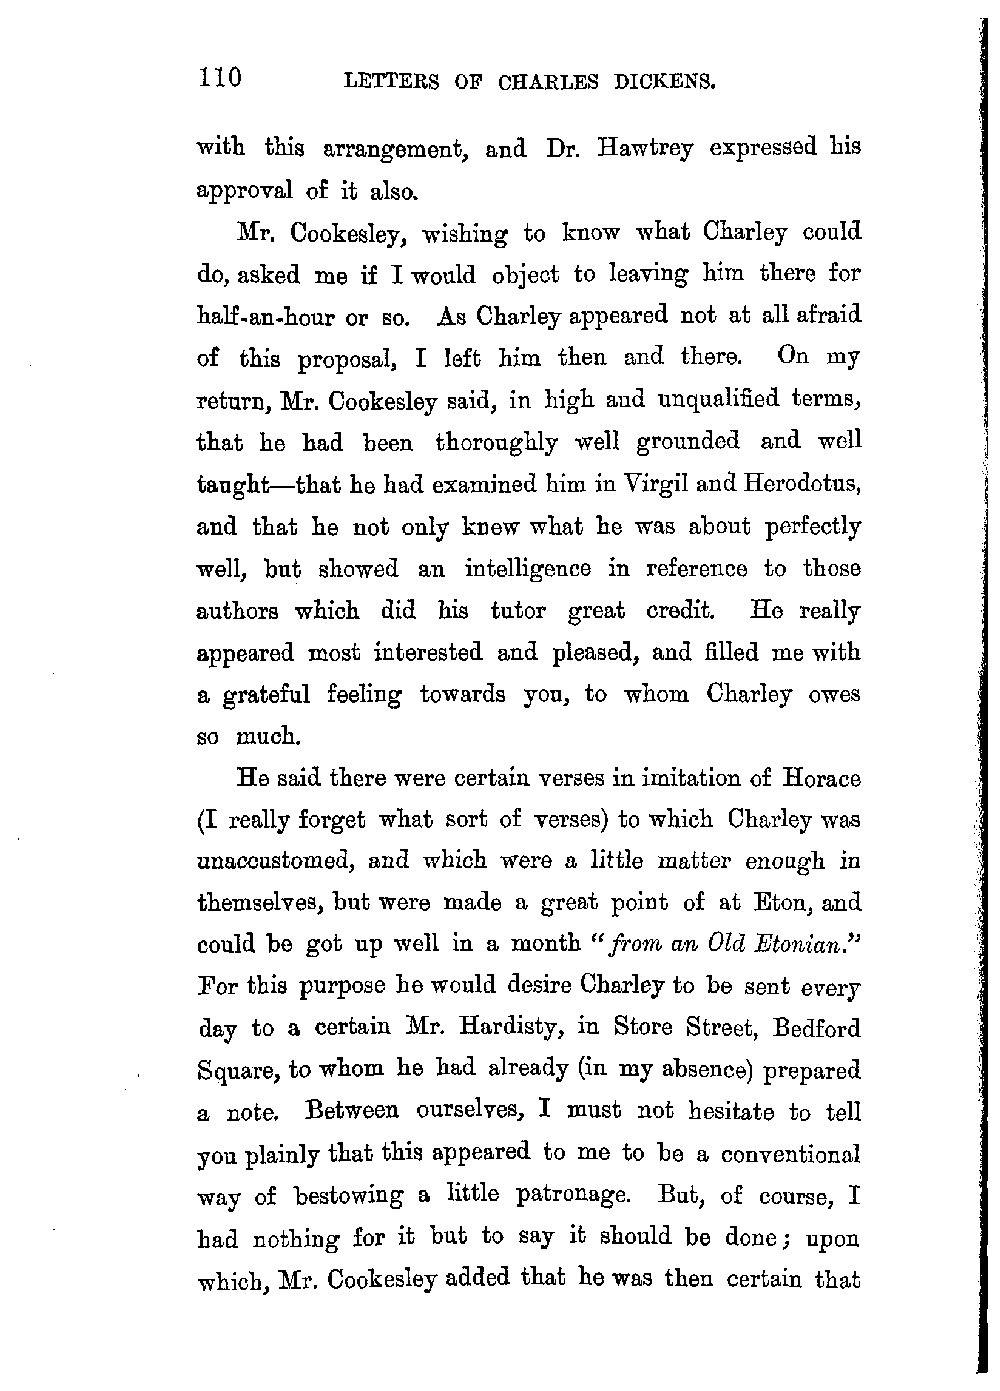 110 LETTERS OF CHARLES DICKENS.
with this arrangement, and Dr. Hawtrey expressed his
approval of it also.
Mr. Cookesley, wishing to know what Charley could
do, asked me if I would object to leaving him there for
half-an-hour or so. As Charley appeared not at all afraid
of this proposal, I left him then and there. On my
return, Mr. Cookesley said, in high and unqualified terms,
that he had been thoroughly well grounded and well
taught—that he had examined him in Virgil and Herodotus,
and that he not only knew what he was about perfectly
well, but showed an intelligence in reference to those
authors which did his tutor great credit. He really
appeared most interested and pleased, and filled me with
a grateful feeling towards you, to whom Charley owes
so much.
He said there were certain verses in imitation of Horace
(I really forget what sort of verses) to which Charley was
unaccustomed, and which were a little matter enough in
themselves, but were made a great point of at Eton, and
could be got up well in a month “from an Old Etonian.”
For this purpose he would desire Charley to be sent every
day to a certain Mr. Hardisty, in Store Street, Bedford
Square, to whom he had already (in my absence) prepared
a note. Between ourselves, I must not hesitate to tell
you plainly that this appeared to me to be a conventional
way of bestowing a little patronage. But, of course, I
had nothing for it but to say it should be done; upon
which, Mr. Cookesley added that he was then certain that